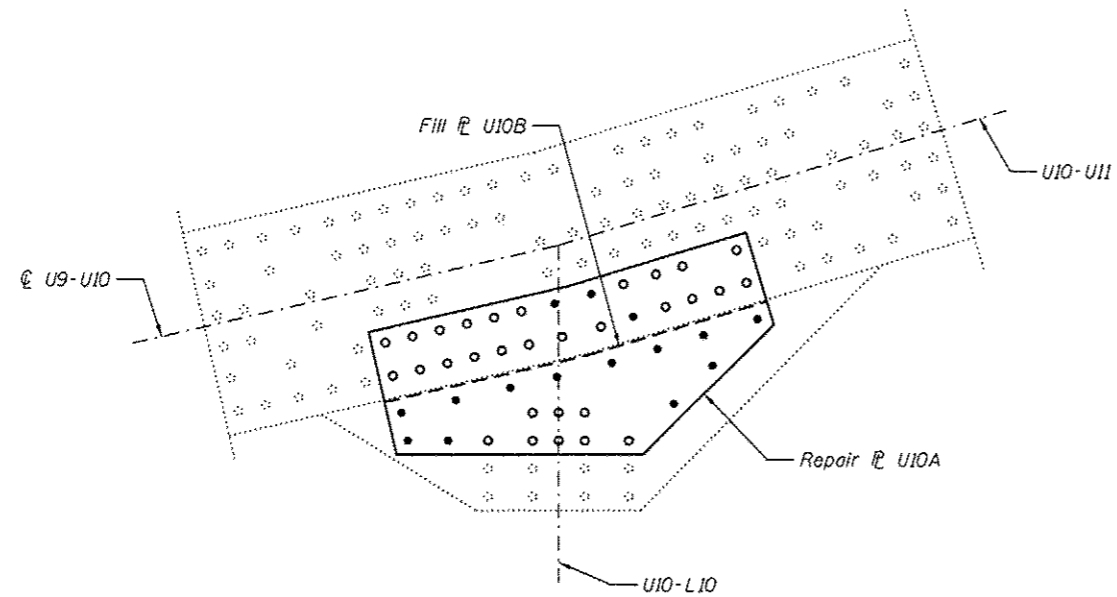 Fill ⅊ U10B
U10-U11
℄ U9-U10
Repair ⅊ U10A
U10-L10